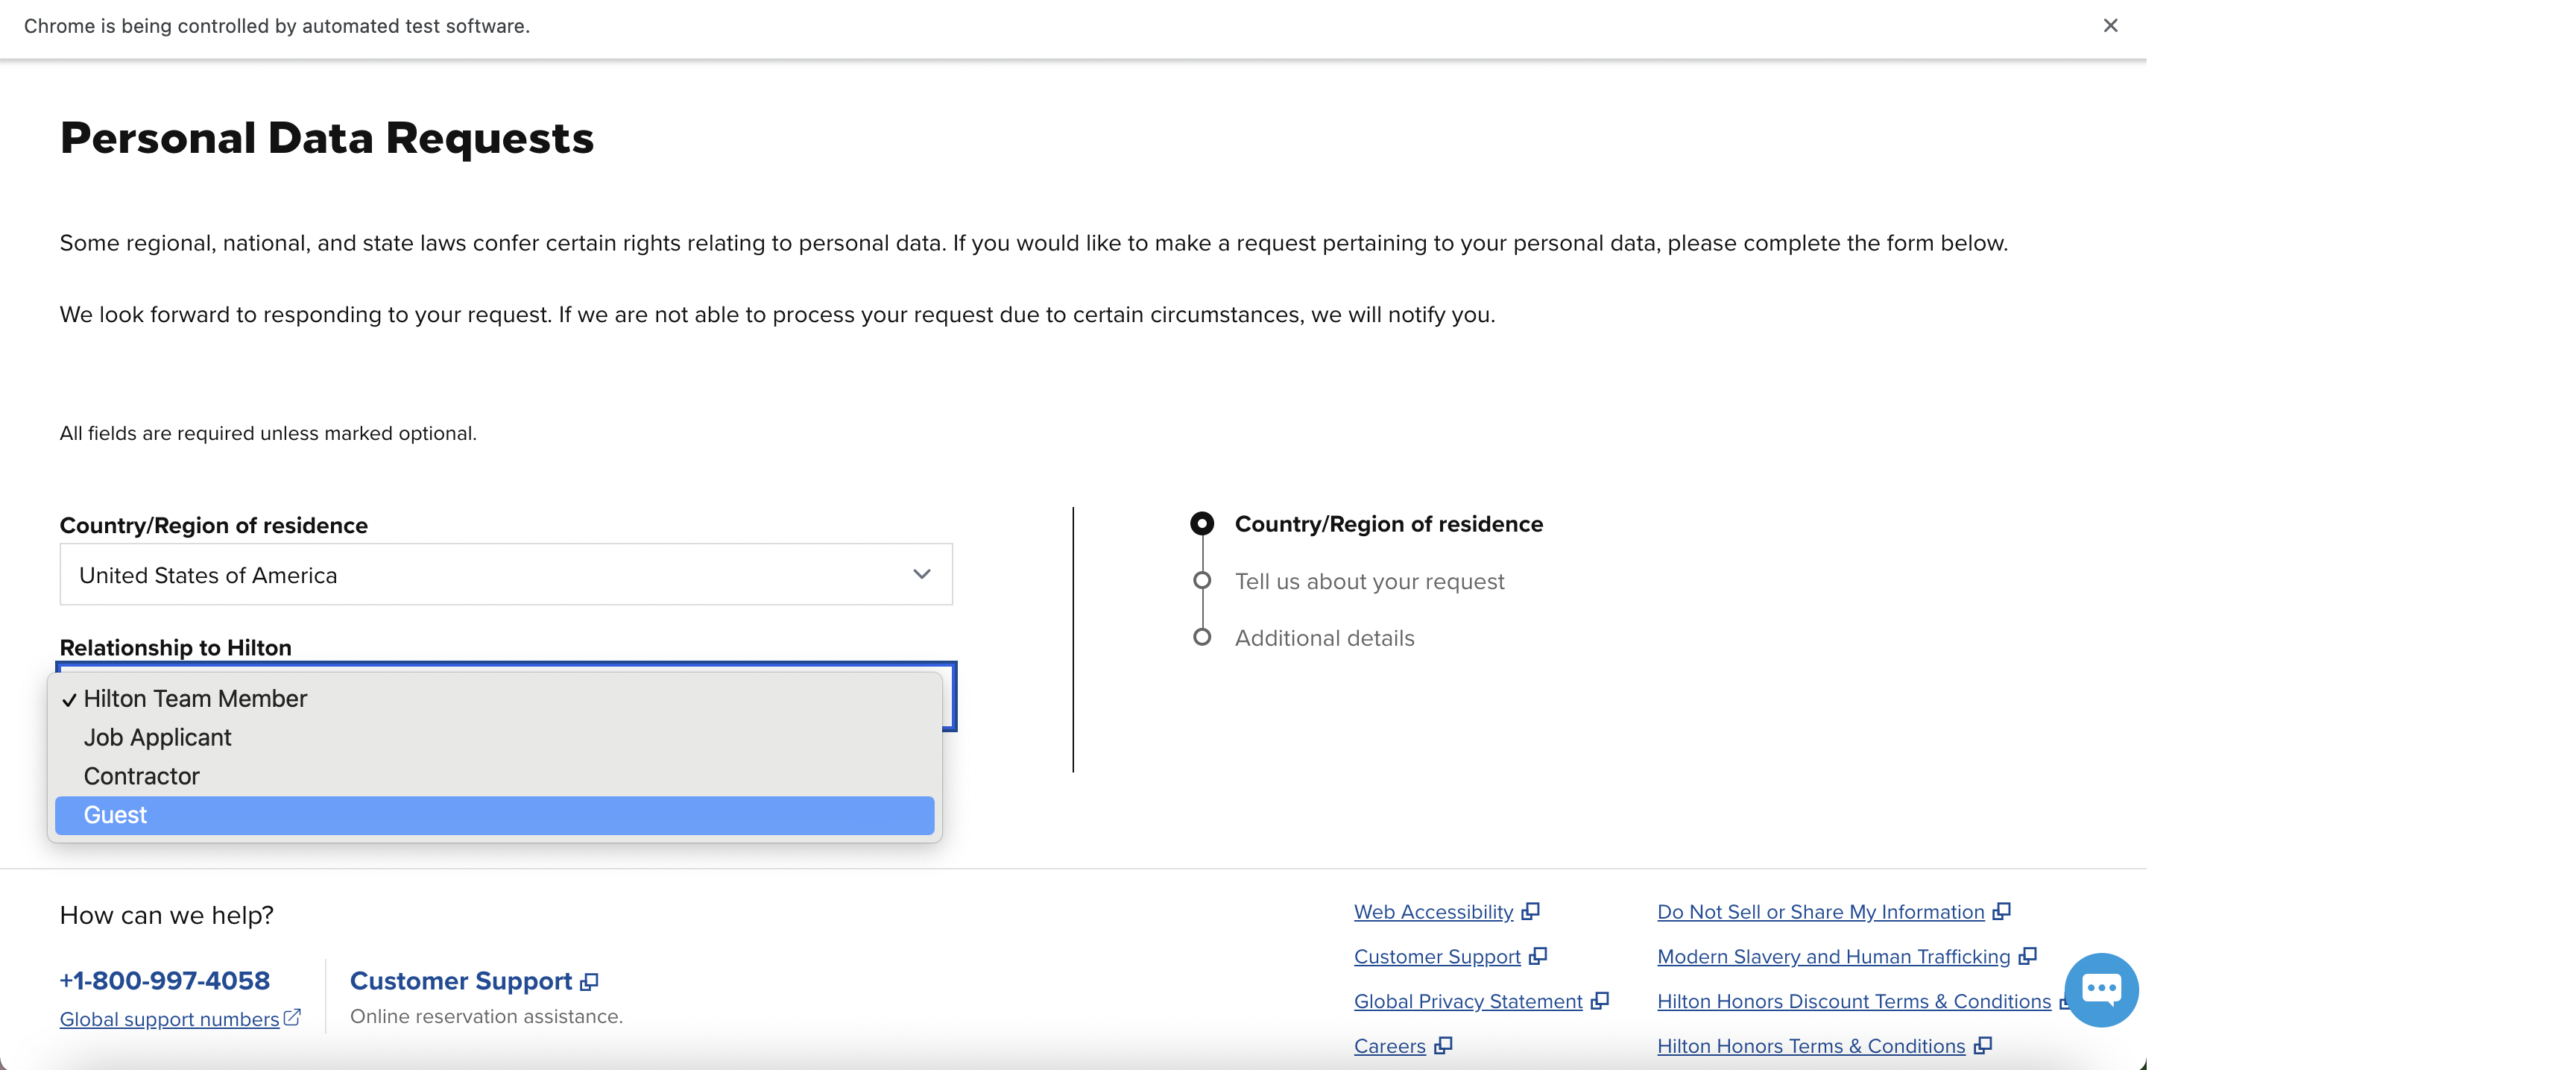 Chrome is being controlled by automated test software.
Personal Data Requests
Some regional, national, and state laws confer certain rights relating to personal data. If you would like to make a request pertaining to your personal data, please complete the form below.
We look forward to responding to your request. If we are not able to process your request due to certain circumstances, we will notify you.
All fields are required unless marked optional.
Country/Region of residence
United States of America
Relationship to Hilton
✓ Hilton Team Member
Job Applicant
Contractor
Guest
Country/Region of residence
Tell us about your request
Additional details
How can we help?
+1-800-997-4058
Global support numbers
Customer Support
Online reservation assistance.
Web Accessibility
Customer Support
Global Privacy Statement
Careers
Do Not Sell or Share My Information
Modern Slavery and Human Trafficking
Hilton Honors Discount Terms & Conditions
Hilton Honors Terms & Conditions